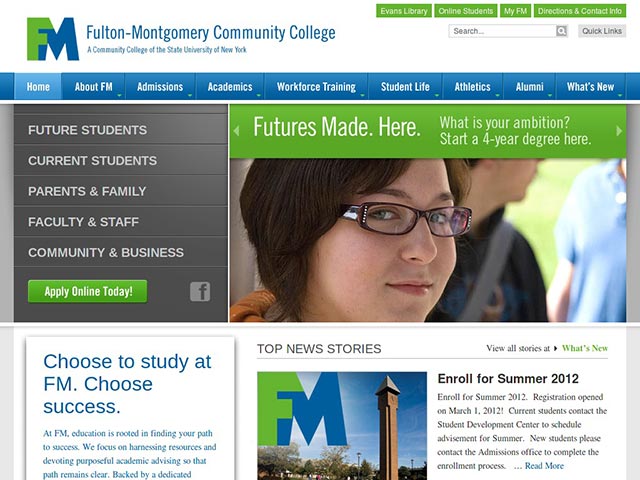 Evans Library
Online Students
My FM
Directions & Contact Info
FM
Fulton-Montgomery Community College
A Community College of the State University of New York
Search...
Quick Links
Home
About FM
Admissions
Academics
Workforce Training
Student Life
Athletics
Alumni
What's New
FUTURE STUDENTS
CURRENT STUDENTS
PARENTS & FAMILY
FACULTY & STAFF
COMMUNITY & BUSINESS
Apply Online Today!
f
Futures Made. Here.
What is your ambition?
Start a 4-year degree here.
Choose to study at
FM. Choose
success.
At FM, education is rooted in finding your path
to success. We focus on harnessing resources and
devoting purposeful academic advising so that
path remains clear. Backed by a dedicated
TOP NEWS STORIES
View all stories at
What's New
FM
Enroll for Summer 2012
Enroll for Summer 2012. Registration opened
on March 1, 2012! Current students contact the
Student Development Center to schedule
advisement for Summer. New students please
contact the Admissions office to complete the
enrollment process. … Read More